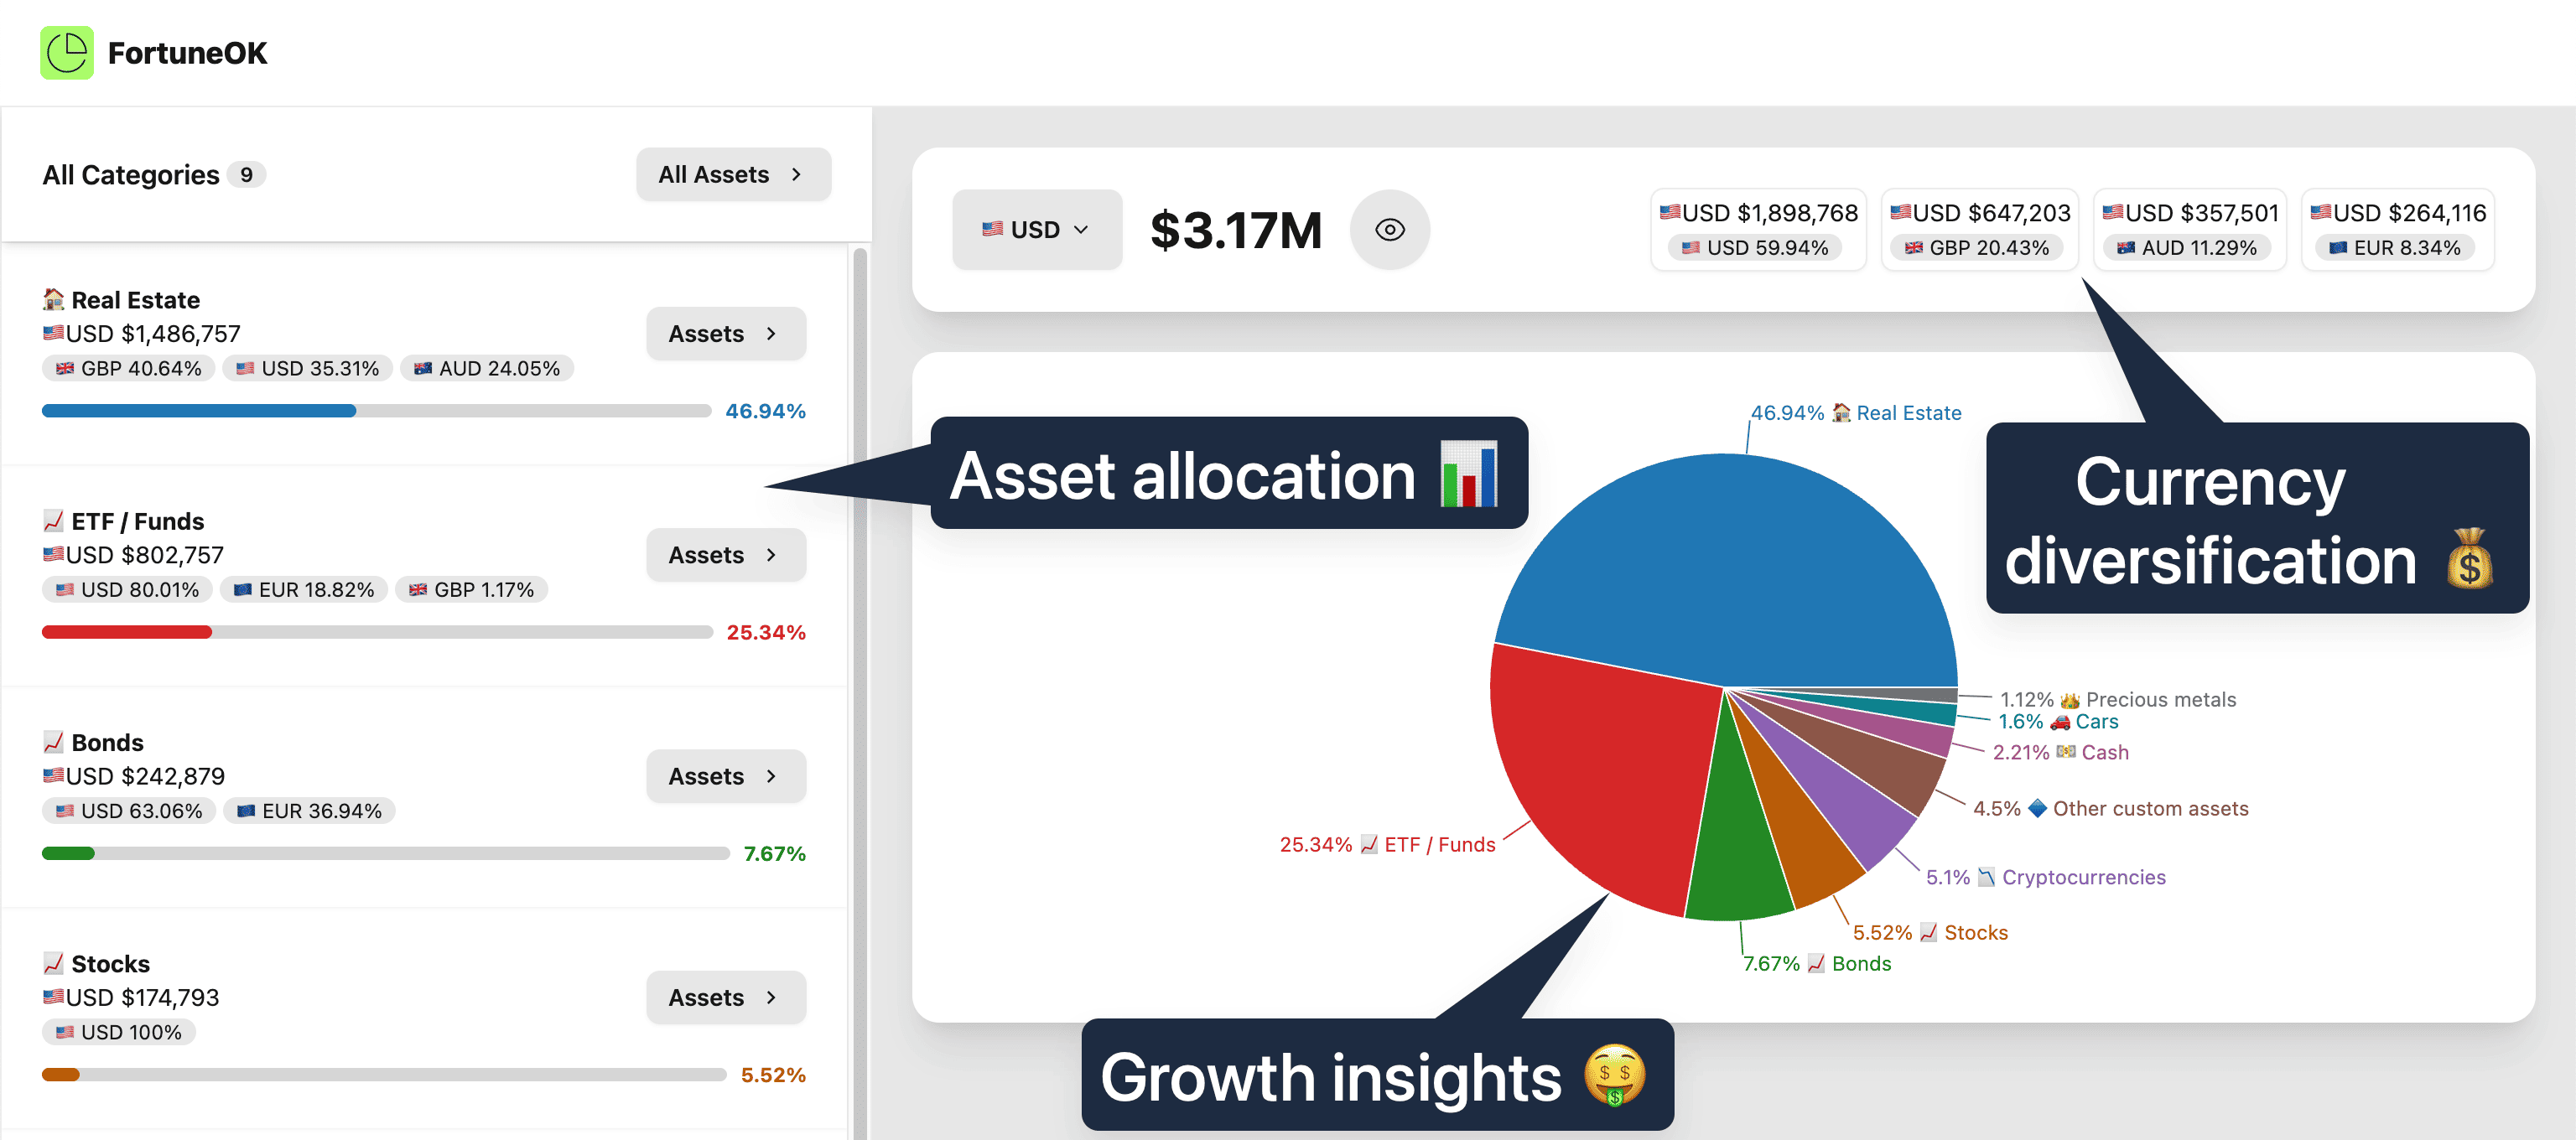 FortuneOK
All Categories 9
All Assets
🏠 Real Estate
🇺🇸USD $1,486,757
🇬🇧 GBP 40.64% 🇺🇸 USD 35.31% 🇦🇺 AUD 24.05%
Assets
46.94%
📈 ETF / Funds
🇺🇸USD $802,757
🇺🇸 USD 80.01% 🇪🇺 EUR 18.82% 🇬🇧 GBP 1.17%
Assets
25.34%
📈 Bonds
🇺🇸USD $242,879
🇺🇸 USD 63.06% 🇪🇺 EUR 36.94%
Assets
7.67%
📈 Stocks
🇺🇸USD $174,793
🇺🇸 USD 100%
Assets
5.52%
🇺🇸 USD
$3.17M
🇺🇸USD $1,898,768
🇺🇸 USD 59.94%
🇺🇸USD $647,203
🇬🇧 GBP 20.43%
🇺🇸USD $357,501
🇦🇺 AUD 11.29%
🇺🇸USD $264,116
🇪🇺 EUR 8.34%
Asset allocation 📊
Currency
diversification 💰
46.94% 🏠 Real Estate
1.12% 👑 Precious metals
1.6% 🚗 Cars
2.21% 💵 Cash
4.5% 🔷 Other custom assets
5.1% 📉 Cryptocurrencies
5.52% 📈 Stocks
7.67% 📈 Bonds
25.34% 📈 ETF / Funds
Growth insights 🤑